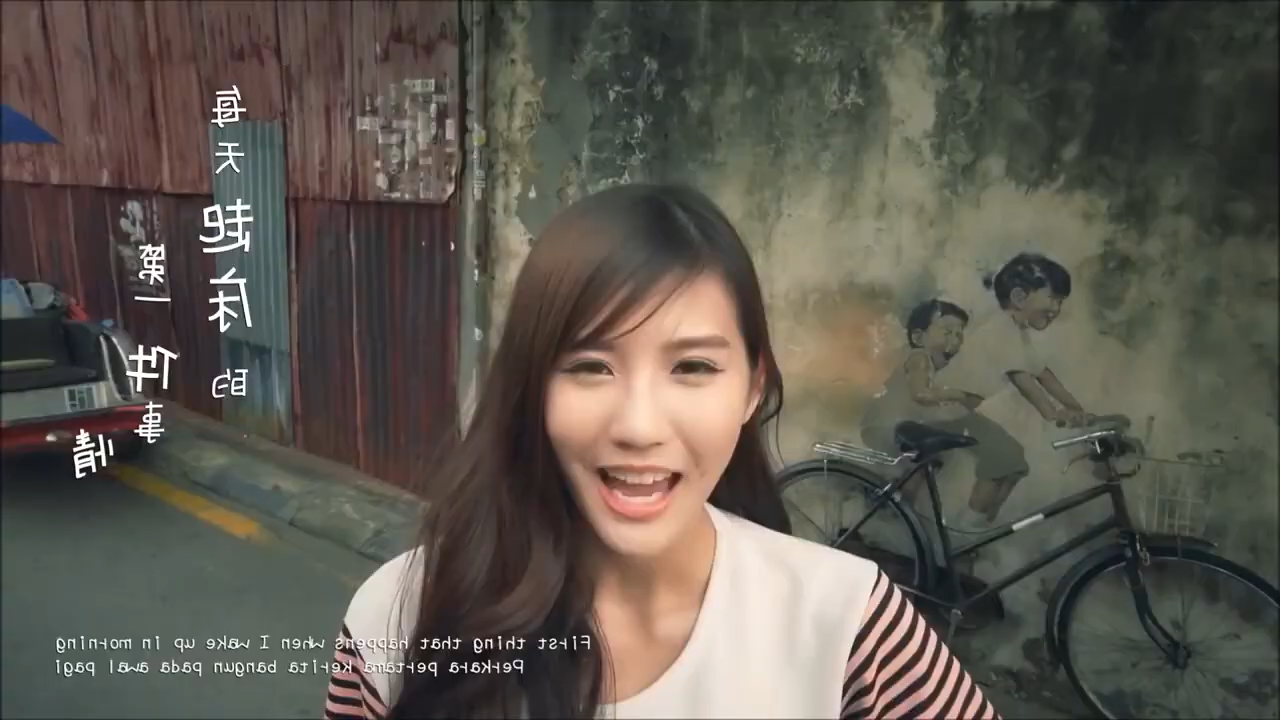 每天起床的
第一件事情
First thing that happens when I wake up in morning
Perkara pertama kerita bangun pada awal pagi